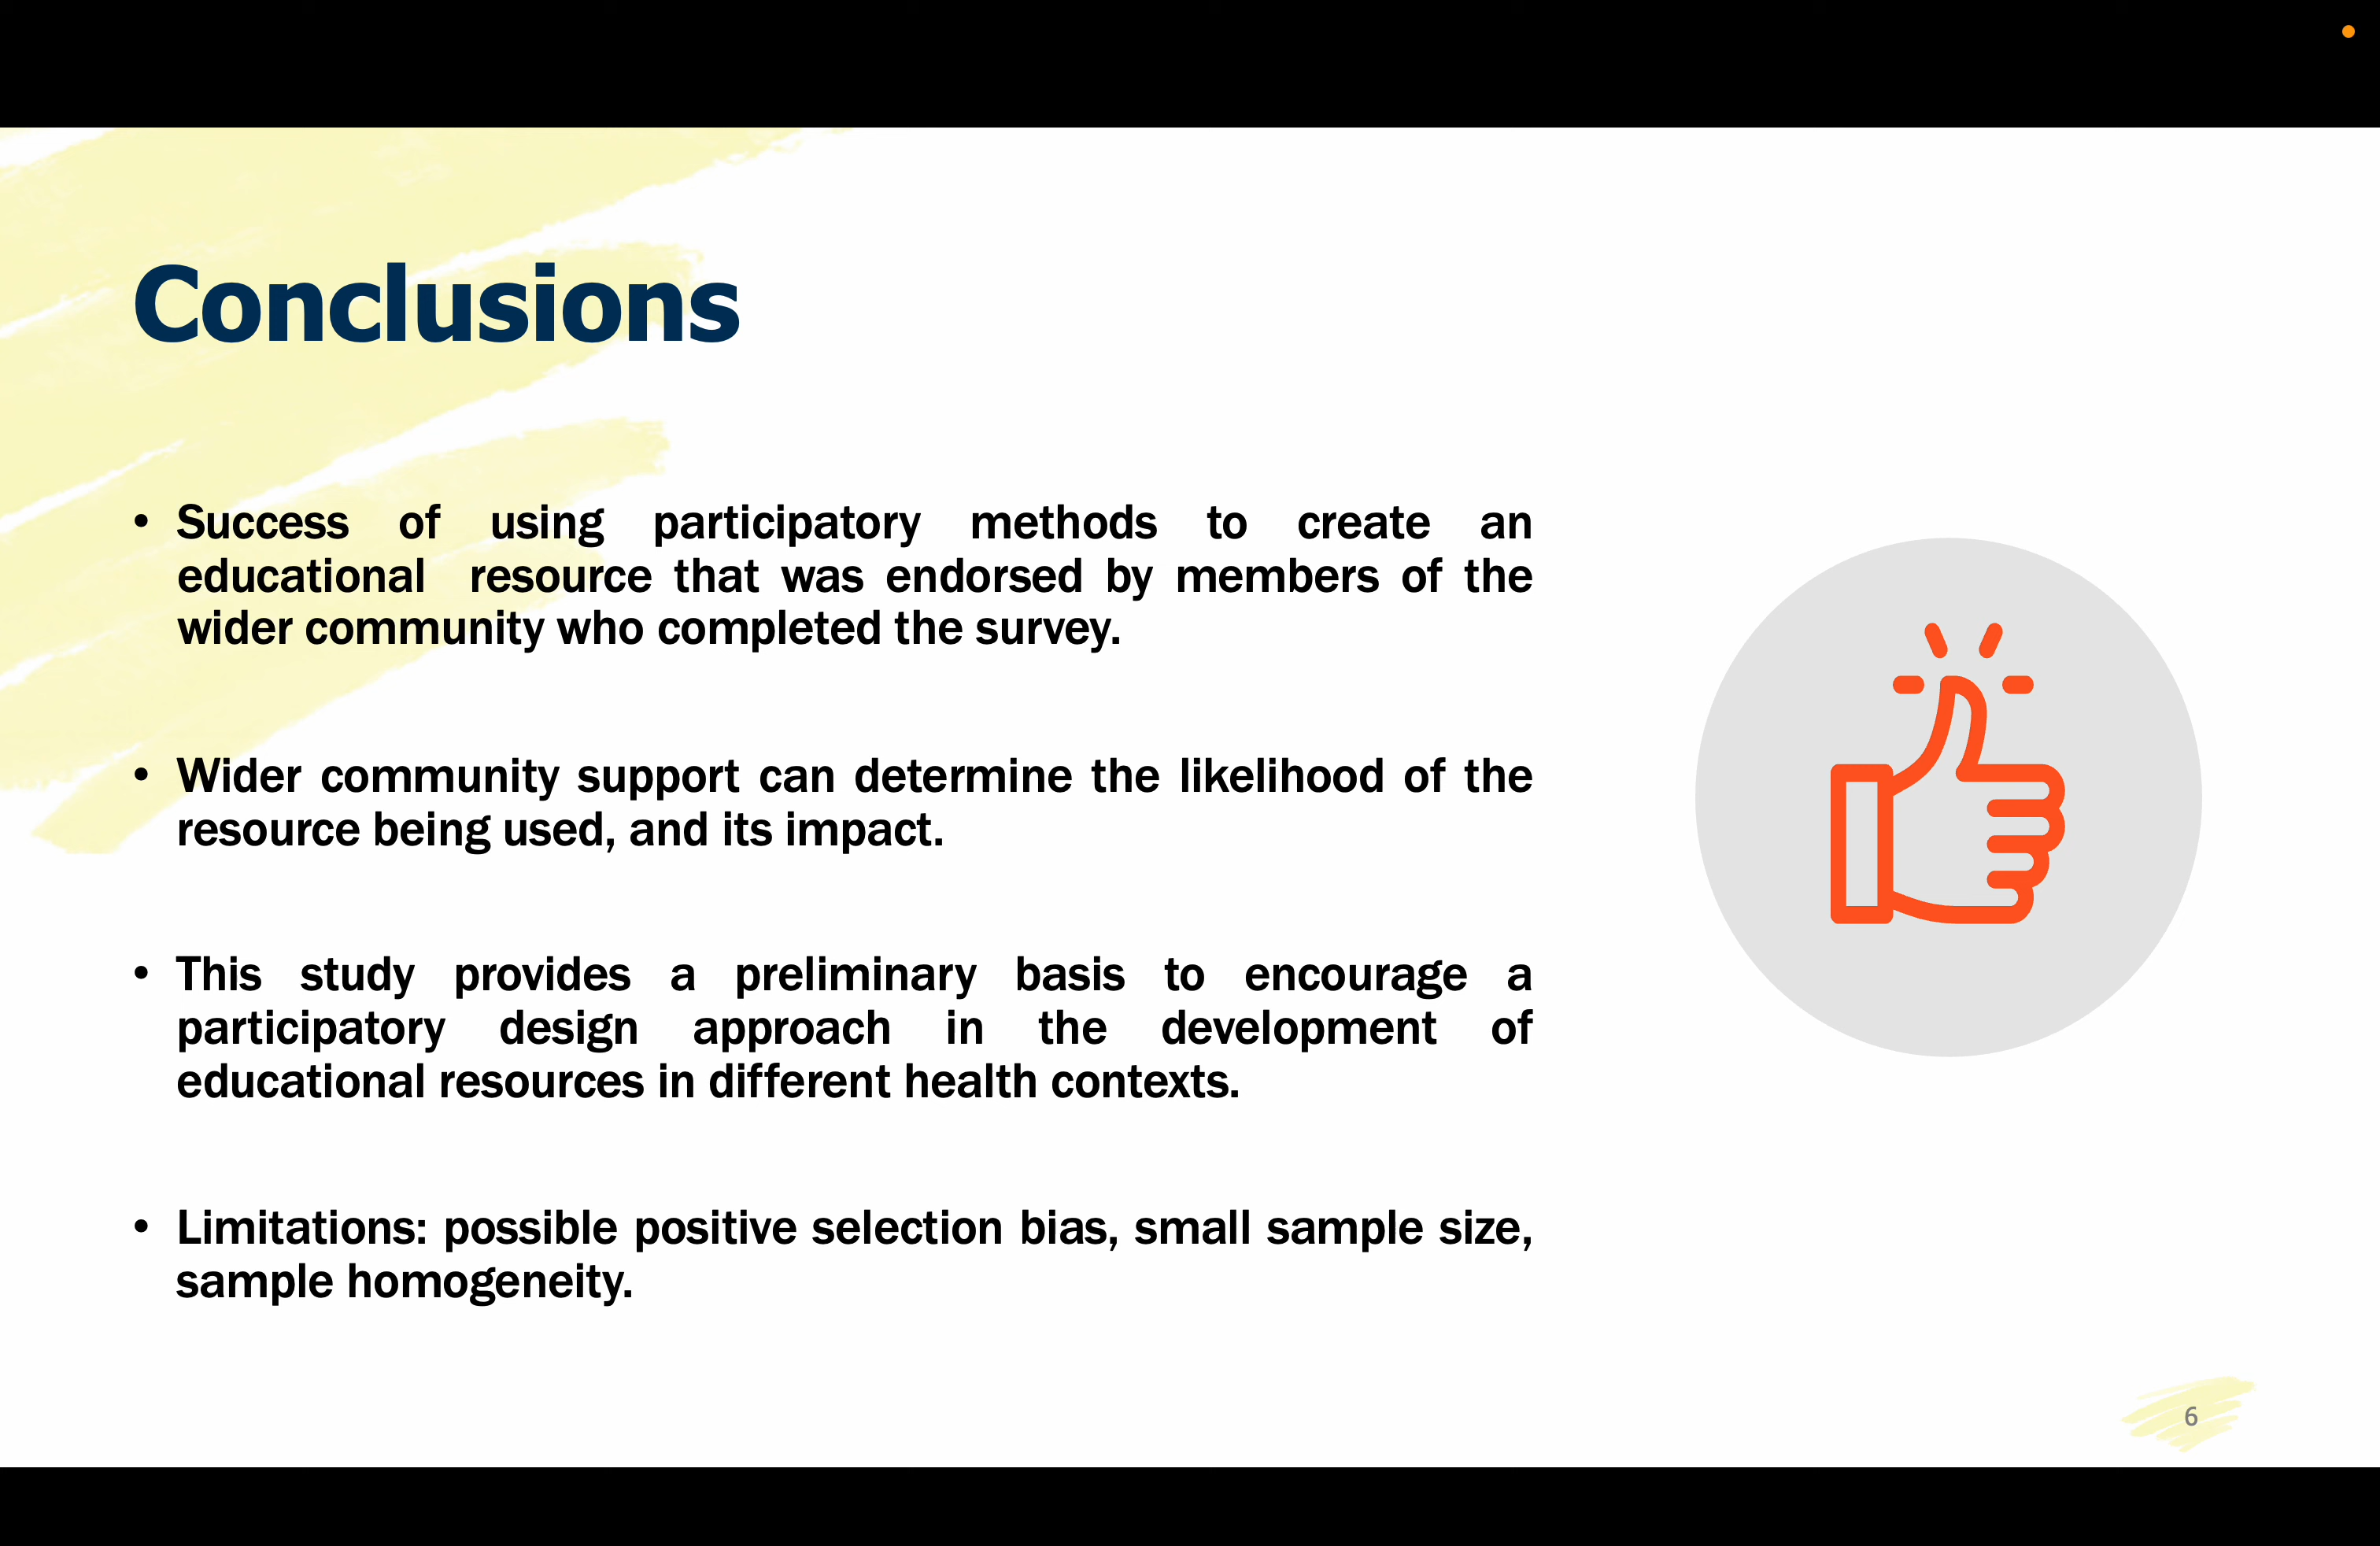 Conclusions
• Success of using participatory methods to create an
educational resource that was endorsed by members of the
wider community who completed the survey.
• Wider community support can determine the likelihood of the
resource being used, and its impact.
• This study provides a preliminary basis to encourage a
participatory design approach in the development of
educational resources in different health contexts.
• Limitations: possible positive selection bias, small sample size,
sample homogeneity.
6